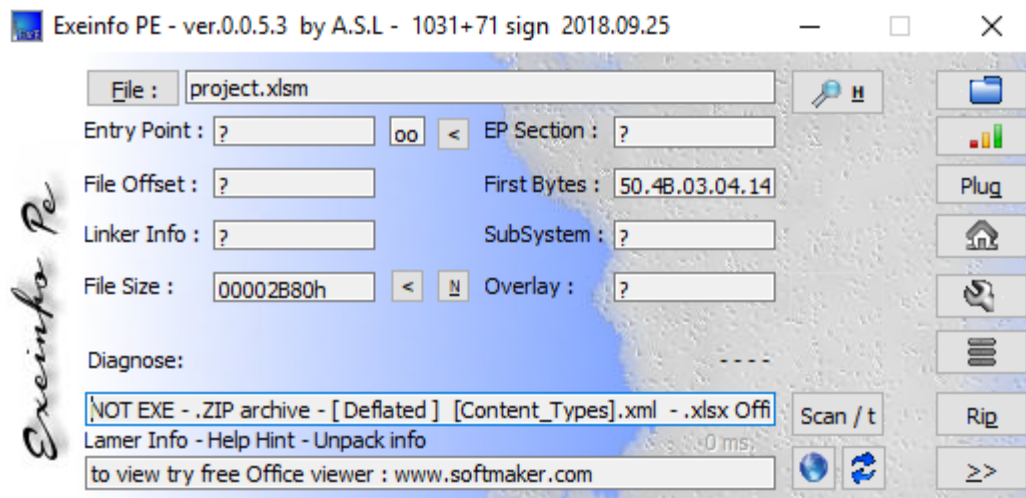 Exeinfo PE - ver.0.0.5.3 by A.S.L - 1031+71 sign 2018.09.25
File : project.xlsm H
Entry Point : ? oo < EP Section : ?
File Offset : ? First Bytes : 50.4B.03.04.14 Plug
Linker Info : ? SubSystem : ?
File Size : 00002B80h < N Overlay : ?
Diagnose: - - - -
NOT EXE - .ZIP archive - [ Deflated ] [Content_Types].xml - .xlsx Offi Scan / t Rip
Lamer Info - Help Hint - Unpack info 0 ms.
to view try free Office viewer : www.softmaker.com >>
Exeinfo Pe